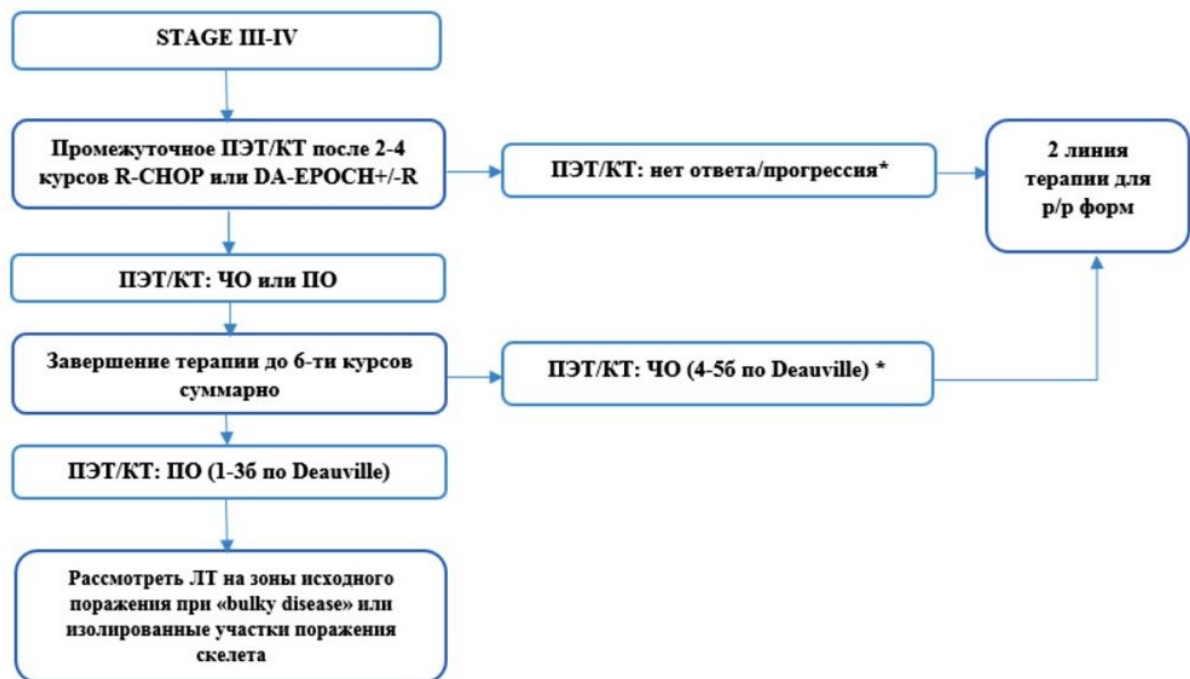 STAGE III-IV
Промежуточное ПЭТ/КТ после 2-4
курсов R-CHOP или DA-EPOCH+/-R
ПЭТ/КТ: нет ответа/прогрессия*
2 линия
терапии для
р/р форм
ПЭТ/КТ: ЧО или ПО
Завершение терапии до 6-ти курсов
суммарно
ПЭТ/КТ: ЧО (4-5б по Deauville) *
ПЭТ/КТ: ПО (1-3б по Deauville)
Рассмотреть ЛТ на зоны исходного
поражения при «bulky disease» или
изолированные участки поражения
скелета